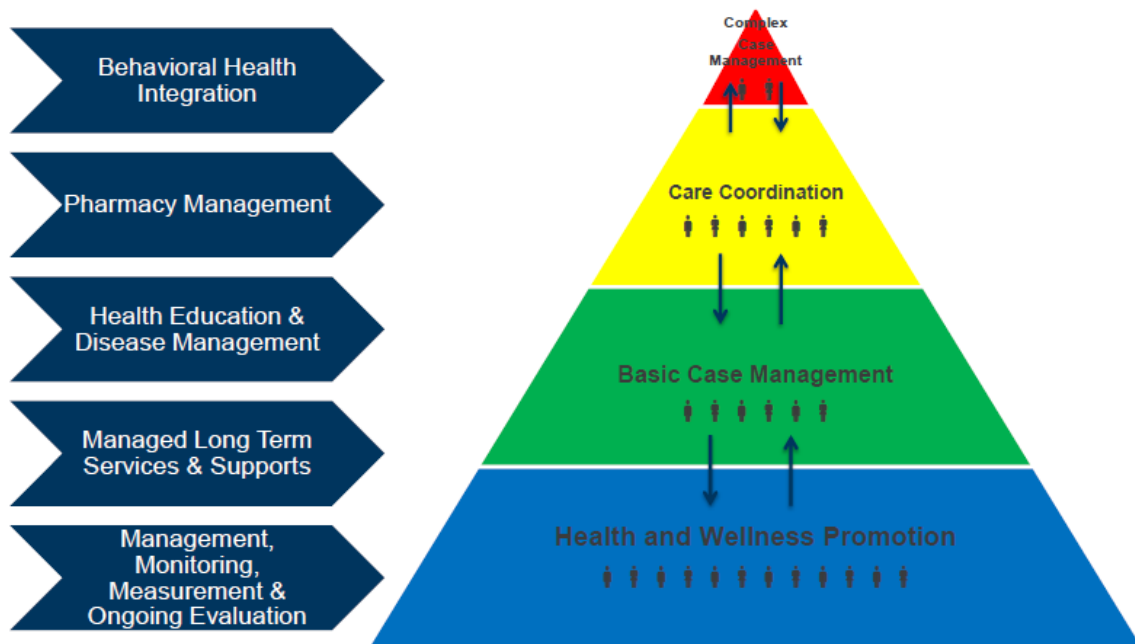 Behavioral Health
Integration
Pharmacy Management
Health Education &
Disease Management
Managed Long Term
Services & Supports
Management,
Monitoring,
Measurement &
Ongoing Evaluation
Complex
Case
Management
Care Coordination
Basic Case Management
Health and Wellness Promotion